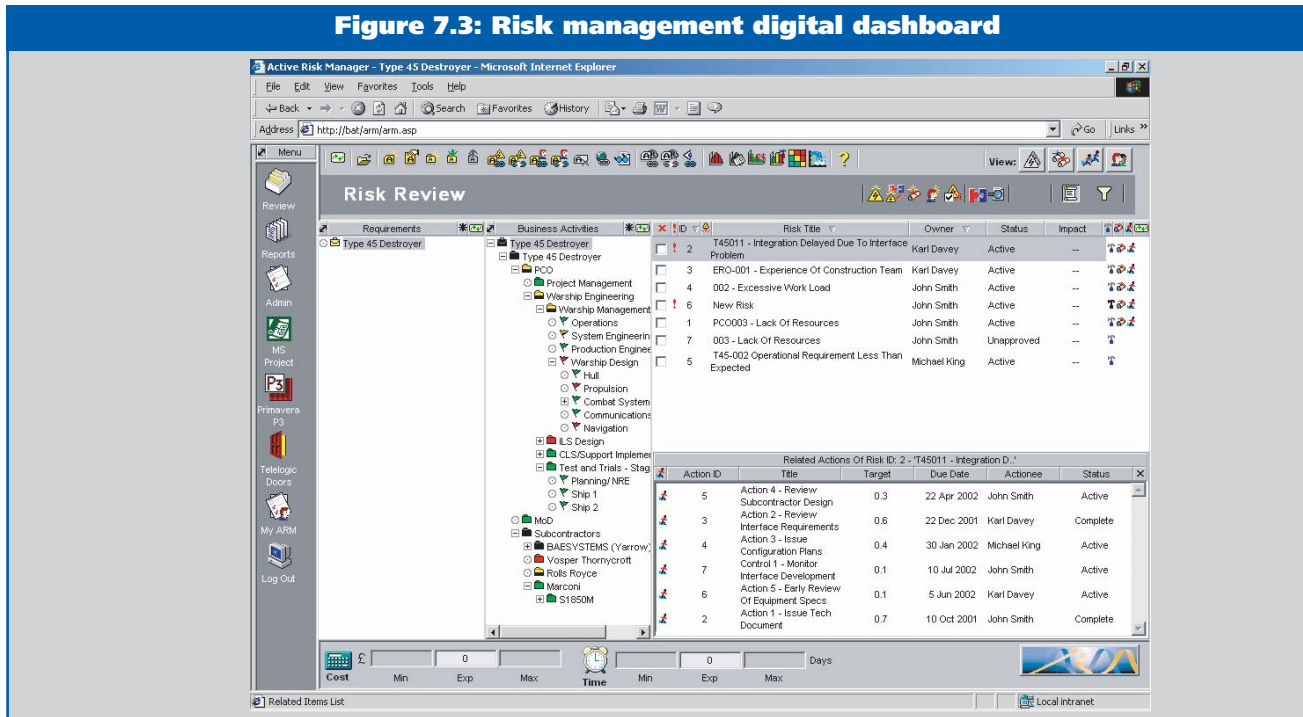 Figure 7.3: Risk management digital dashboard
Active Risk Manager - Type 45 Destroyer - Microsoft Internet Explorer
File Edit View Favorites Tools Help
Back Search Favorites History
Address http://bat/arm/arm.asp Go Links »
Menu View:
Risk Review
Review
Reports
Admin
MS
Project
Primavera
P3
Telelogic
Doors
My ARM
Log Out
Requirements
Type 45 Destroyer
Business Activities
Type 45 Destroyer
Type 45 Destroyer
PCO
Project Management
Warship Engineering
Warship Management
Operations
System Engineerin
Production Enginee
Warship Design
Hull
Propulsion
Combat System
Communications
Navigation
ILS Design
CLS/Support Implemen
Test and Trials - Stag
Planning/ NRE
Ship 1
Ship 2
MoD
Subcontractors
BAESYSTEMS (Yarrow)
Vosper Thornycroft
Rolls Royce
Marconi
S1850M
ID Risk Title Owner Status Impact
2 T45011 - Integration Delayed Due To Interface Karl Davey Active --
Problem
3 ERO-001 - Experience Of Construction Team Karl Davey Active --
4 002 - Excessive Work Load John Smith Active --
6 New Risk John Smith Active --
1 PCO003 - Lack Of Resources John Smith Active --
7 003 - Lack Of Resources John Smith Unapproved --
5 T45-002 Operational Requirement Less Than Michael King Active --
Expected
Related Actions Of Risk ID: 2 - 'T45011 - Integration D..'
Action ID Title Target Due Date Actionee Status X
5 Action 4 - Review 0.3 22 Apr 2002 John Smith Active
Subcontractor Design
3 Action 2 - Review 0.6 22 Dec 2001 Karl Davey Complete
Interface Requirements
4 Action 3 - Issue 0.4 30 Jan 2002 Michael King Active
Configuration Plans
7 Control 1 - Monitor 0.1 10 Jul 2002 John Smith Active
Interface Development
6 Action 5 - Early Review 0.1 5 Jun 2002 Karl Davey Active
Of Equipment Specs
2 Action 1 - Issue Tech 0.7 10 Oct 2001 John Smith Complete
Document
£ 0 0 Days
Cost Min Exp Max Time Min Exp Max
ARM
Related Items List Local intranet